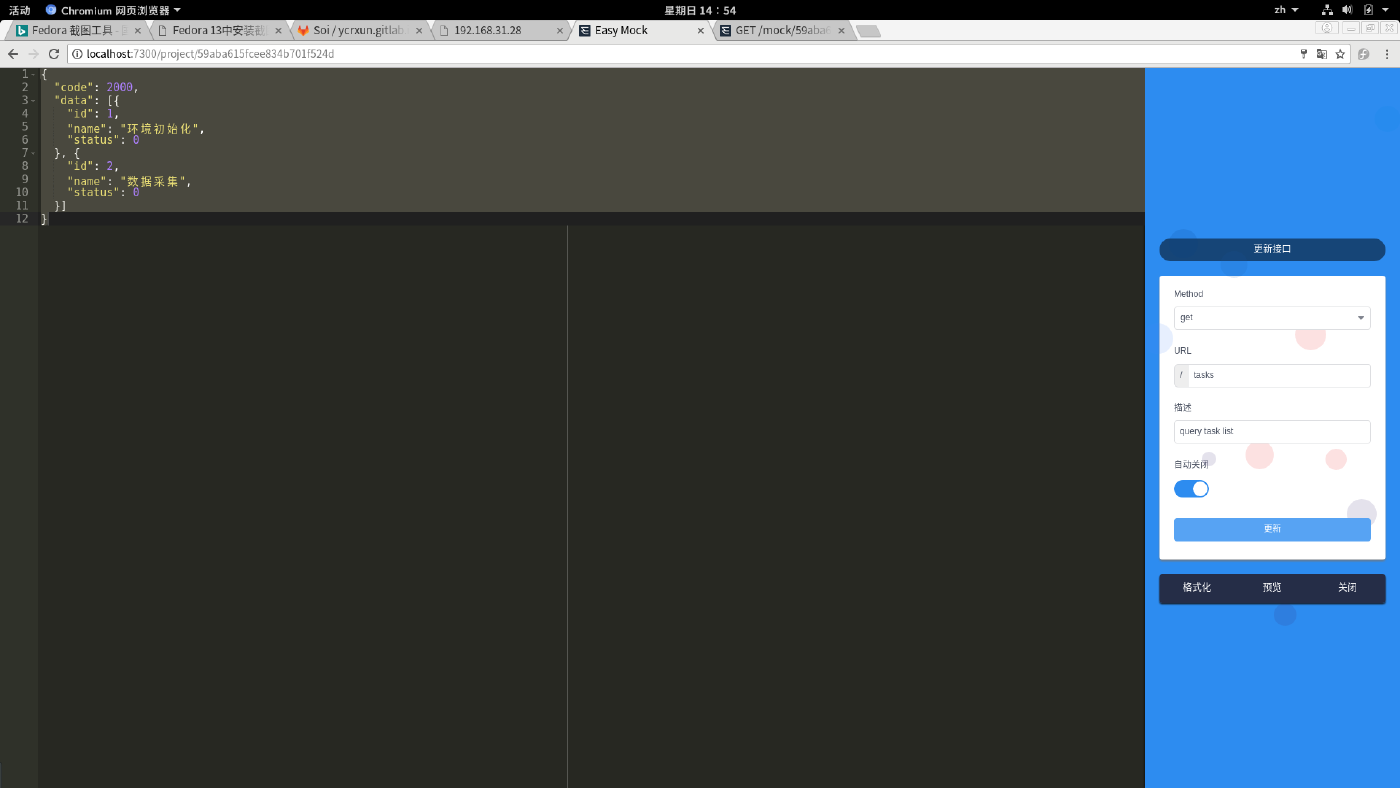 活动 Chromium 网页浏览器 星期日 14：54 zh
Fedora 截图工具 - 国 Fedora 13中安装截 Soi / ycrxun.gitlab 192.168.31.28 Easy Mock GET /mock/59aba6
localhost:7300/project/59aba615fcee834b701f524d
1 {
2 "code": 2000,
3 "data": [{
4 "id": 1,
5 "name": "环境初始化",
6 "status": 0
7 }, {
8 "id": 2,
9 "name": "数据采集",
10 "status": 0
11 }]
12 }
更新接口
Method
get
URL
/ tasks
描述
query task list
自动关闭
更新
格式化 预览 关闭